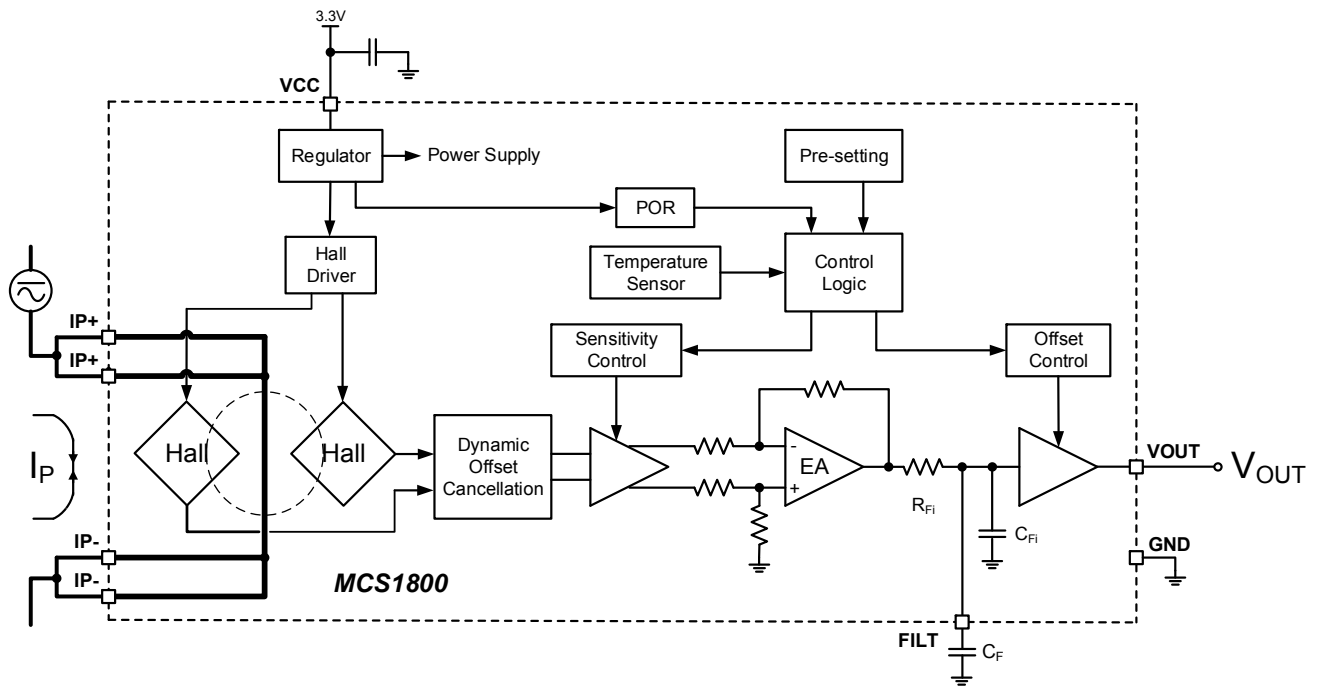 3.3V
VCC
Regulator
Power Supply
Pre-setting
POR
Hall
Driver
Temperature
Sensor
Control
Logic
IP+
IP+
Sensitivity
Control
Offset
Control
Hall
Hall
Dynamic
Offset
Cancellation
-
EA
+
IP
RFi
CFi
VOUT
VOUT
GND
IP-
IP-
MCS1800
FILT
CF